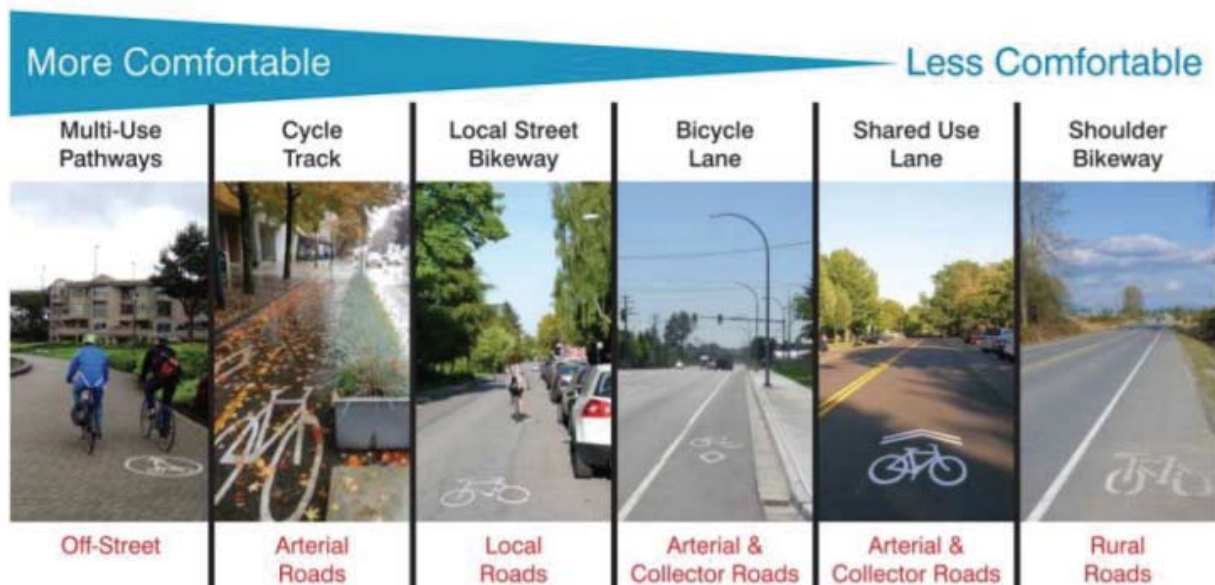 More Comfortable
Less Comfortable
Multi-Use
Pathways
Cycle
Track
Local Street
Bikeway
Bicycle
Lane
Shared Use
Lane
Shoulder
Bikeway
Off-Street
Arterial
Roads
Local
Roads
Arterial &
Collector Roads
Arterial &
Collector Roads
Rural
Roads